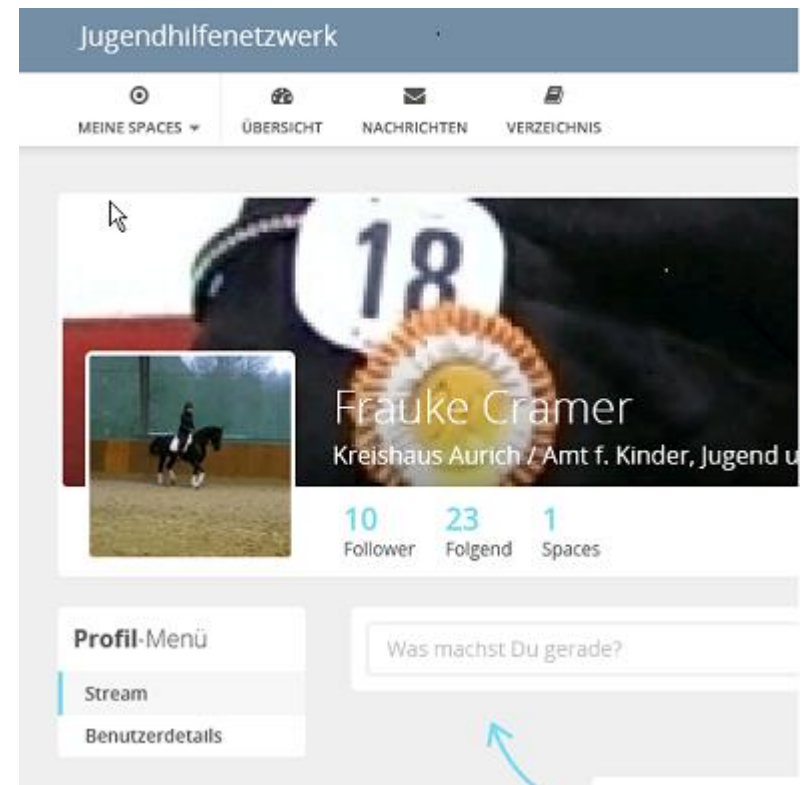 Jugendhilfenetzwerk
MEINE SPACES ÜBERSICHT NACHRICHTEN VERZEICHNIS
18
Frauke Cramer
Kreishaus Aurich / Amt f. Kinder, Jugend u
10 23 1
Follower Folgend Spaces
Profil-Menü
Was machst Du gerade?
Stream
Benutzerdetails